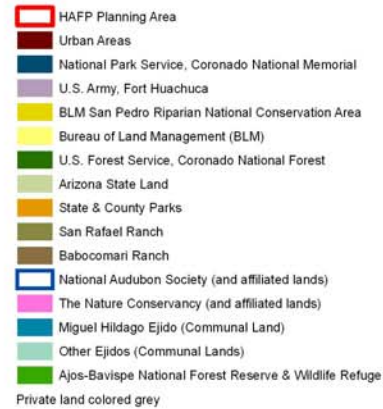 HAFP Planning Area
Urban Areas
National Park Service, Coronado National Memorial
U.S. Army, Fort Huachuca
BLM San Pedro Riparian National Conservation Area
Bureau of Land Management (BLM)
U.S. Forest Service, Coronado National Forest
Arizona State Land
State & County Parks
San Rafael Ranch
Babocomari Ranch
National Audubon Society (and affiliated lands)
The Nature Conservancy (and affiliated lands)
Miguel Hildago Ejido (Communal Land)
Other Ejidos (Communal Lands)
Ajos-Bavispe National Forest Reserve & Wildlife Refuge
Private land colored grey